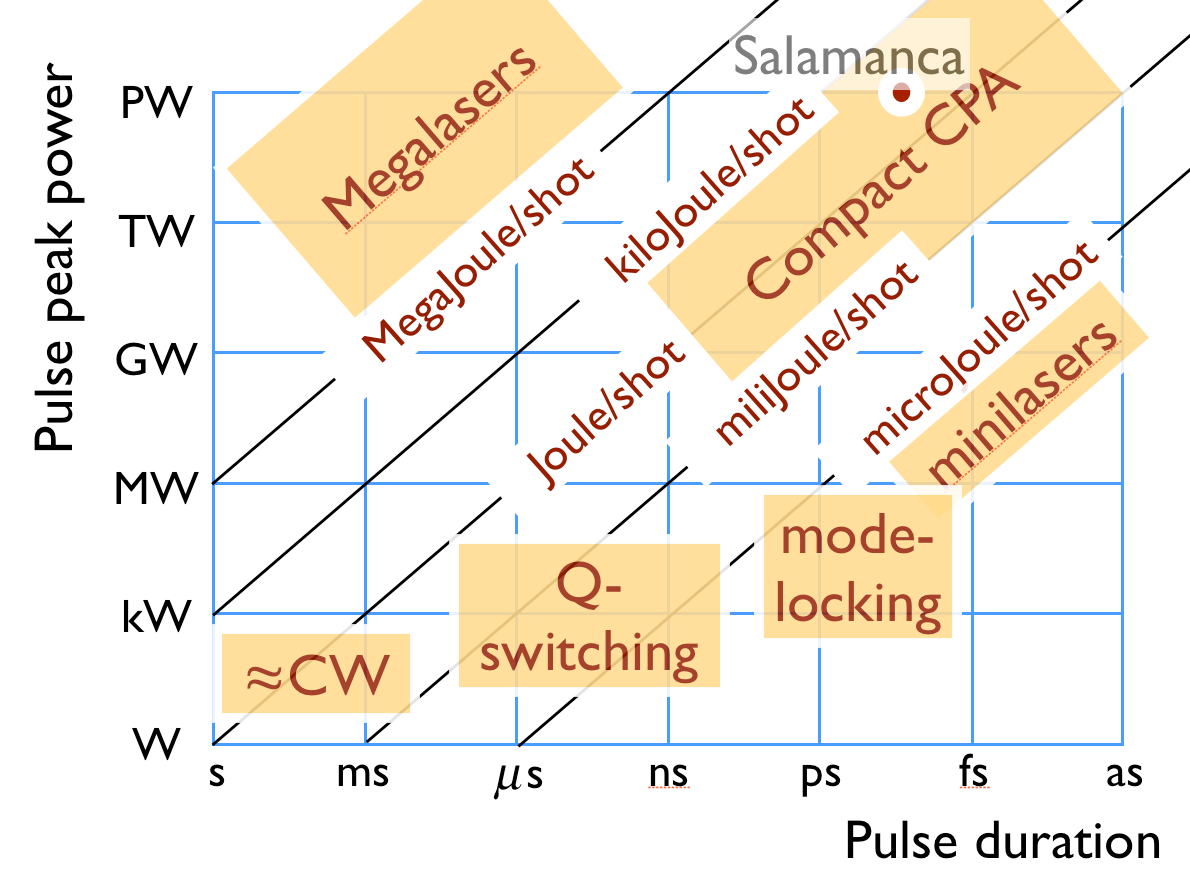 Pulse peak power
PW
TW
GW
MW
kW
W
Megalasers
Salamanca
Compact CPA
MegaJoule/shot
kiloJoule/shot
Joule/shot
miliJoule/shot
microJoule/shot
minilasers
mode-
locking
Q-
switching
≈CW
s
ms
μs
ns
ps
fs
as
Pulse duration